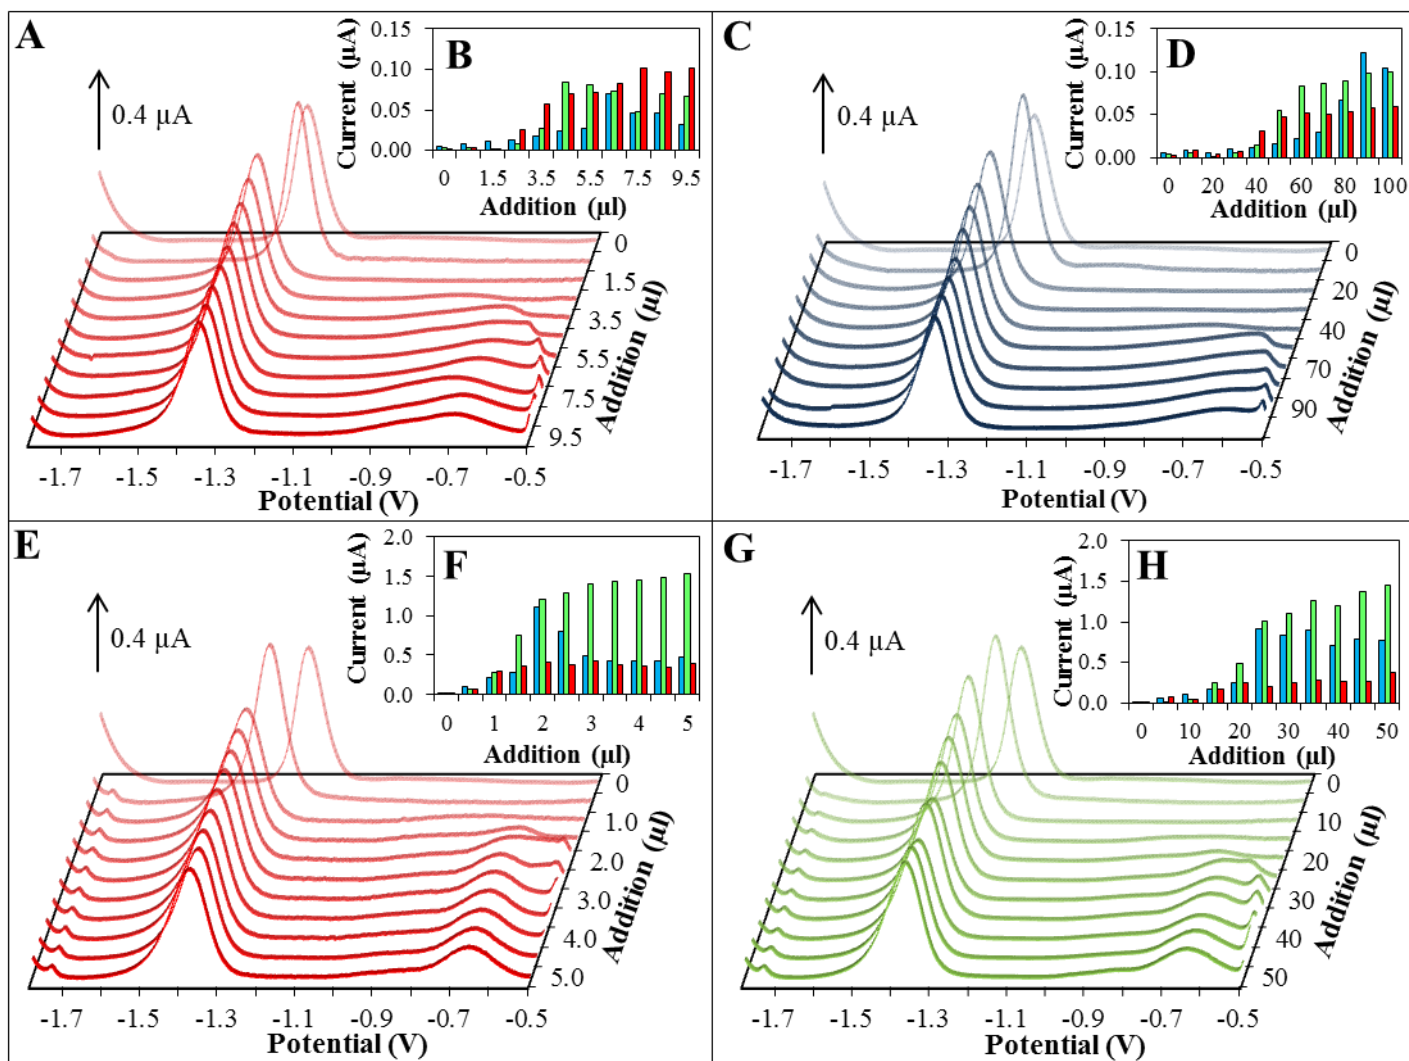 A
0.4 µA
B
Current (µA)
0.15
0.10
0.05
0.00
0 1.5 3.5 5.5 7.5 9.5
Addition (µl)
0
1.5
3.5
5.5
7.5
9.5
Addition (µl)
-1.7 -1.5 -1.3 -1.1 -0.9 -0.7 -0.5
Potential (V)
C
0.4 µA
D
Current (µA)
0.15
0.10
0.05
0.00
0 20 40 60 80 100
Addition (µl)
0
20
40
70
70
90
Addition (µl)
-1.7 -1.5 -1.3 -1.1 -0.9 -0.7 -0.5
Potential (V)
E
0.4 µA
F
Current (µA)
2.0
1.5
1.0
0.5
0.0
0 1 2 3 4 5
Addition (µl)
0
1.0
2.0
3.0
4.0
5.0
Addition (µl)
-1.7 -1.5 -1.3 -1.1 -0.9 -0.7 -0.5
Potential (V)
G
0.4 µA
H
Current (µA)
2.0
1.5
1.0
0.5
0.0
0 10 20 30 40 50
Addition (µl)
0
10
20
30
40
50
Addition (µl)
-1.7 -1.5 -1.3 -1.1 -0.9 -0.7 -0.5
Potential (V)